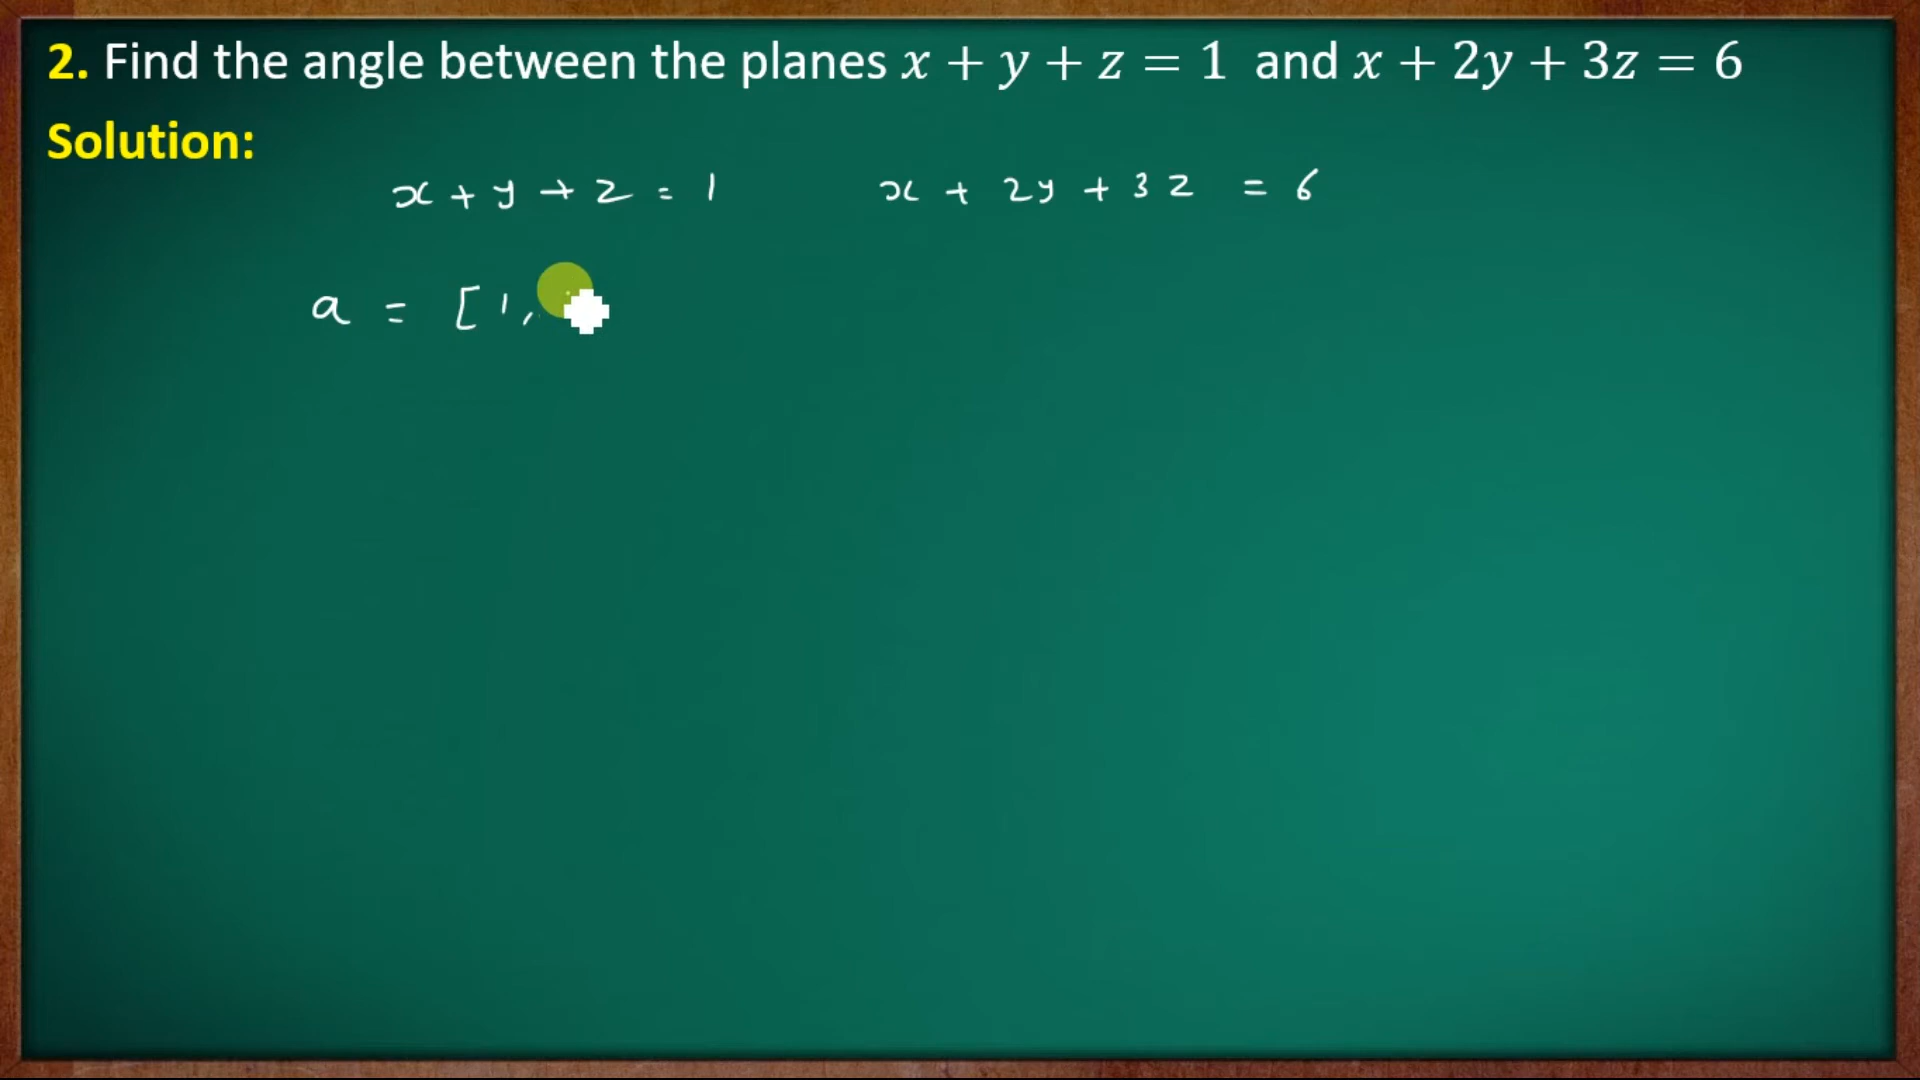 2. Find the angle between the planes x + y + z = 1 and x + 2y + 3z = 6
Solution:
x + y + z = 1 x + 2y + 3z = 6
a = [1,